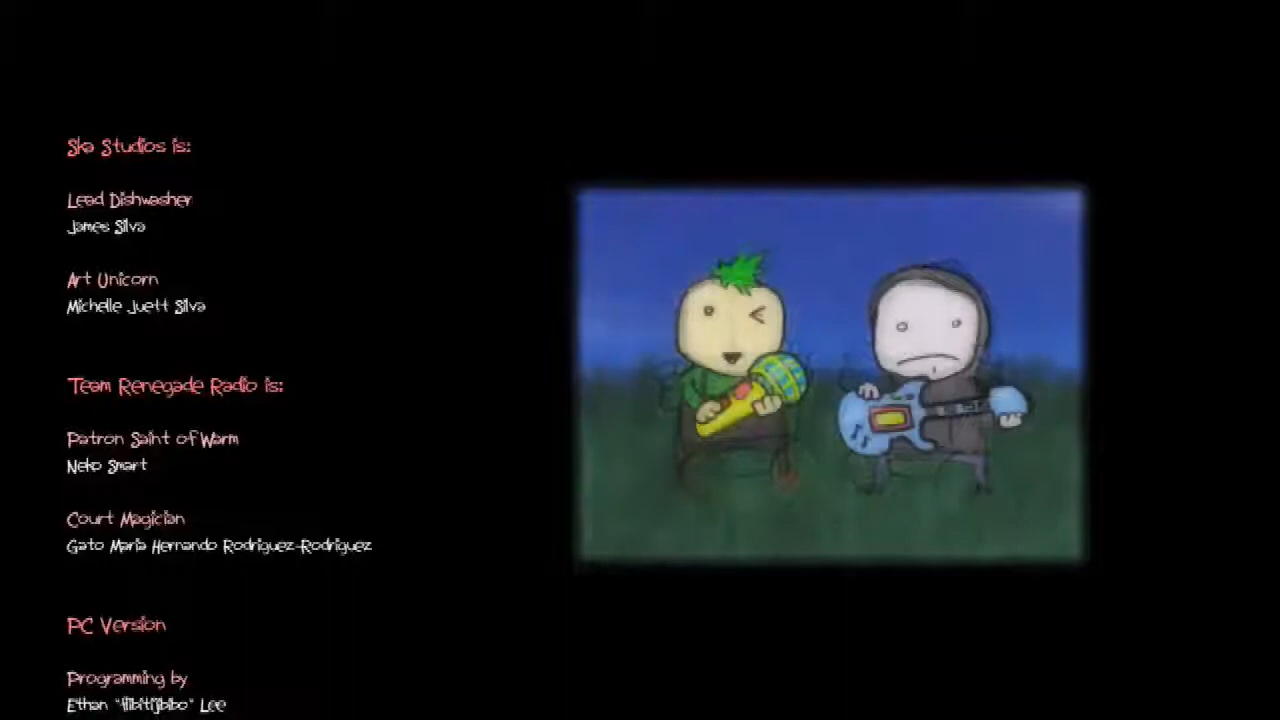 Ska Studios is:
Lead Dishwasher
James Silva
Art Unicorn
Michelle Juett Silva
Team Renegade Radio is:
Patron Saint of Warm
Neko Smart
Court Magician
Gato Maria Hernando Rodriguez-Rodriguez
PC Version
Programming by
Ethan "flibitijibibo" Lee